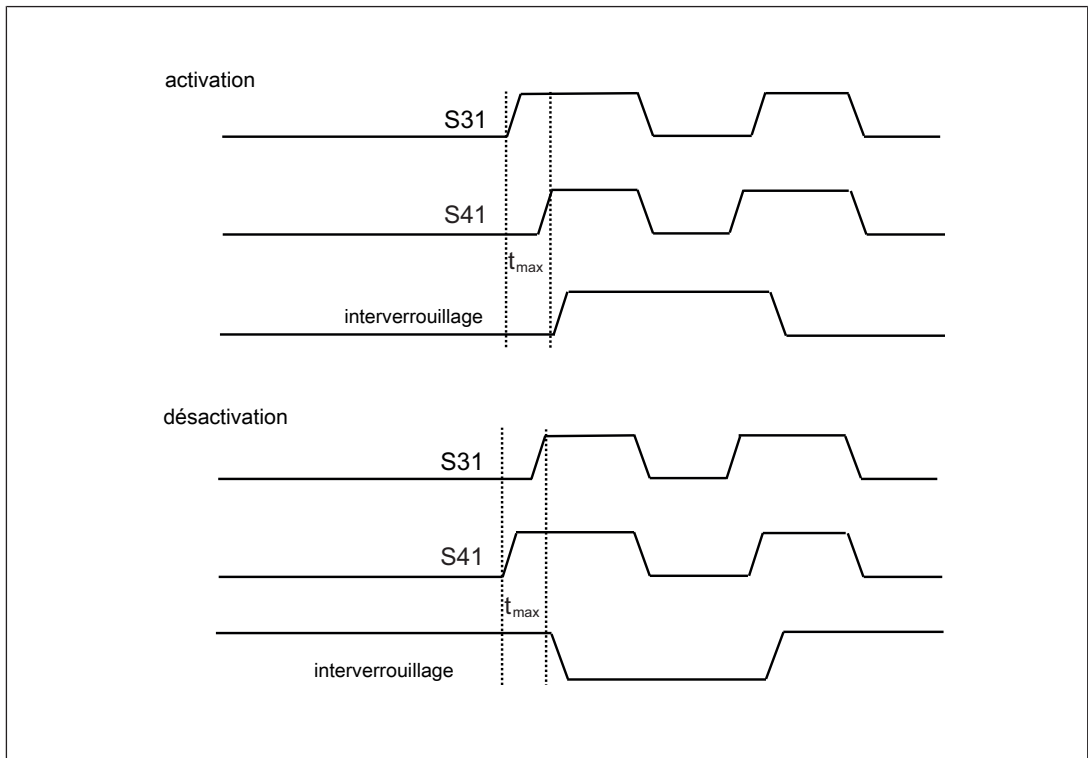 activation
S31
S41
tmax
interverrouillage
désactivation
S31
S41
tmax
interverrouillage